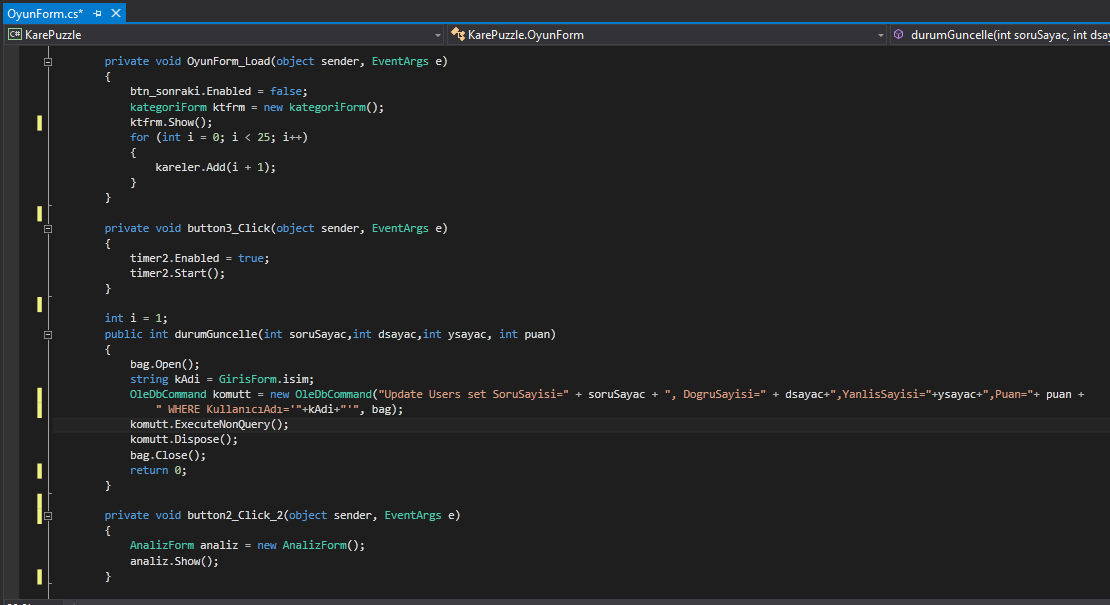 OyunForm.cs*
KarePuzzle KarePuzzle.OyunForm durumGuncelle(int soruSayac, int dsay
private void OyunForm_Load(object sender, EventArgs e)
{
btn_sonraki.Enabled = false;
kategoriForm ktfrm = new kategoriForm();
ktfrm.Show();
for (int i = 0; i < 25; i++)
{
kareler.Add(i + 1);
}
}
private void button3_Click(object sender, EventArgs e)
{
timer2.Enabled = true;
timer2.Start();
}
int i = 1;
public int durumGuncelle(int soruSayac,int dsayac,int ysayac, int puan)
{
bag.Open();
string kAdi = GirisForm.isim;
OleDbCommand komutt = new OleDbCommand("Update Users set SoruSayisi=" + soruSayac + ", DogruSayisi=" + dsayac+",YanlisSayisi="+ysayac+",Puan="+ puan +
" WHERE KullanıcıAdı='"+kAdi+"'", bag);
komutt.ExecuteNonQuery();
komutt.Dispose();
bag.Close();
return 0;
}
private void button2_Click_2(object sender, EventArgs e)
{
AnalizForm analiz = new AnalizForm();
analiz.Show();
}